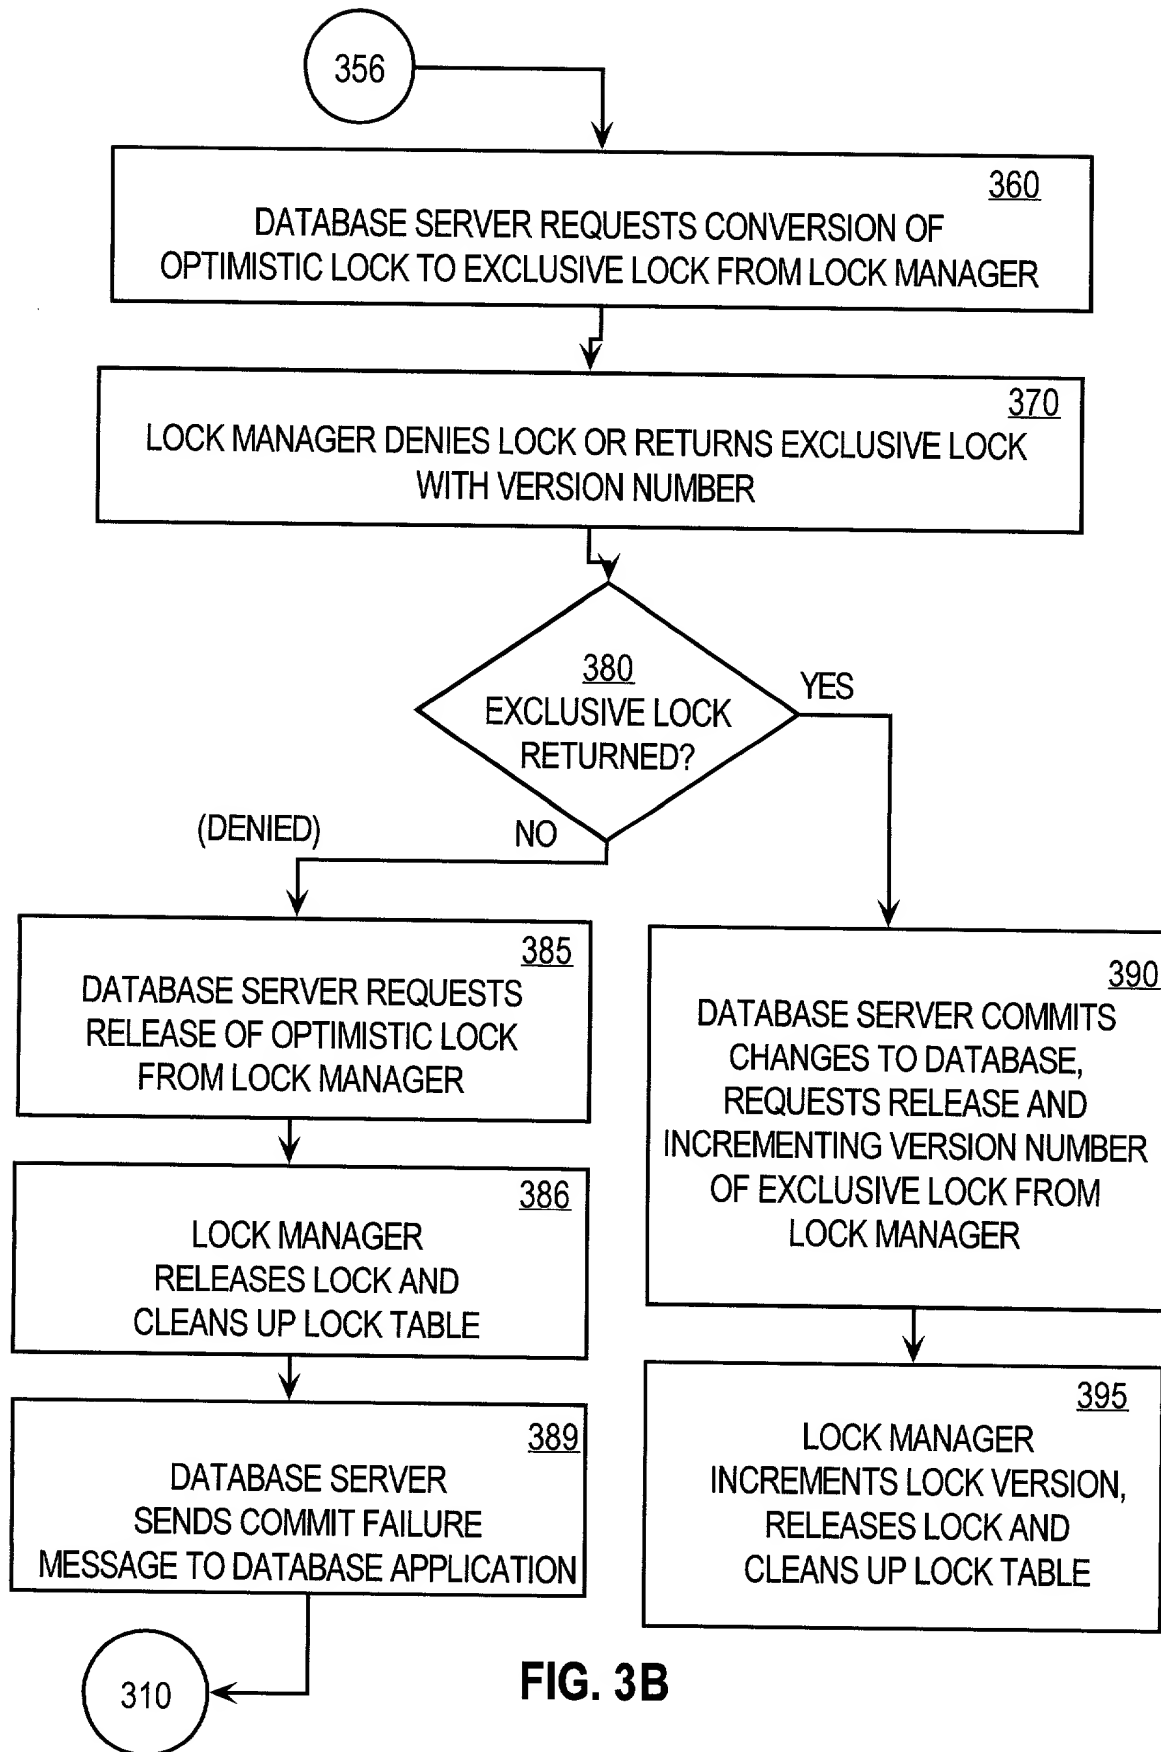 356
360
DATABASE SERVER REQUESTS CONVERSION OF
OPTIMISTIC LOCK TO EXCLUSIVE LOCK FROM LOCK MANAGER
370
LOCK MANAGER DENIES LOCK OR RETURNS EXCLUSIVE LOCK
WITH VERSION NUMBER
380
EXCLUSIVE LOCK
RETURNED?
YES
(DENIED)
NO
385
DATABASE SERVER REQUESTS
RELEASE OF OPTIMISTIC LOCK
FROM LOCK MANAGER
386
LOCK MANAGER
RELEASES LOCK AND
CLEANS UP LOCK TABLE
389
DATABASE SERVER
SENDS COMMIT FAILURE
MESSAGE TO DATABASE APPLICATION
310
390
DATABASE SERVER COMMITS
CHANGES TO DATABASE,
REQUESTS RELEASE AND
INCREMENTING VERSION NUMBER
OF EXCLUSIVE LOCK FROM
LOCK MANAGER
395
LOCK MANAGER
INCREMENTS LOCK VERSION,
RELEASES LOCK AND
CLEANS UP LOCK TABLE
FIG. 3B